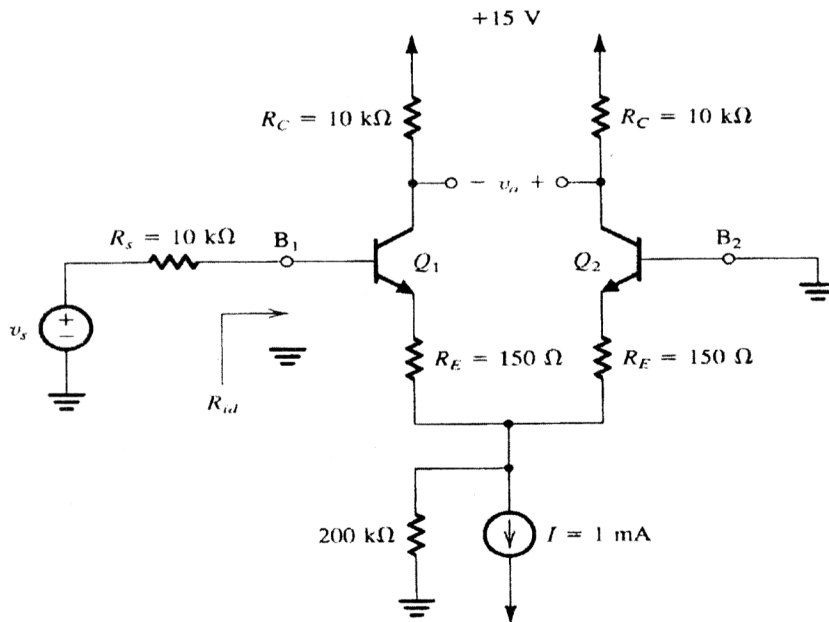 +15 V
R_C = 10 kΩ
R_C = 10 kΩ
− v_o +
R_s = 10 kΩ
B₁
B₂
Q₁
Q₂
v_s
+
−
R_E = 150 Ω
R_E = 150 Ω
R_id
200 kΩ
I = 1 mA